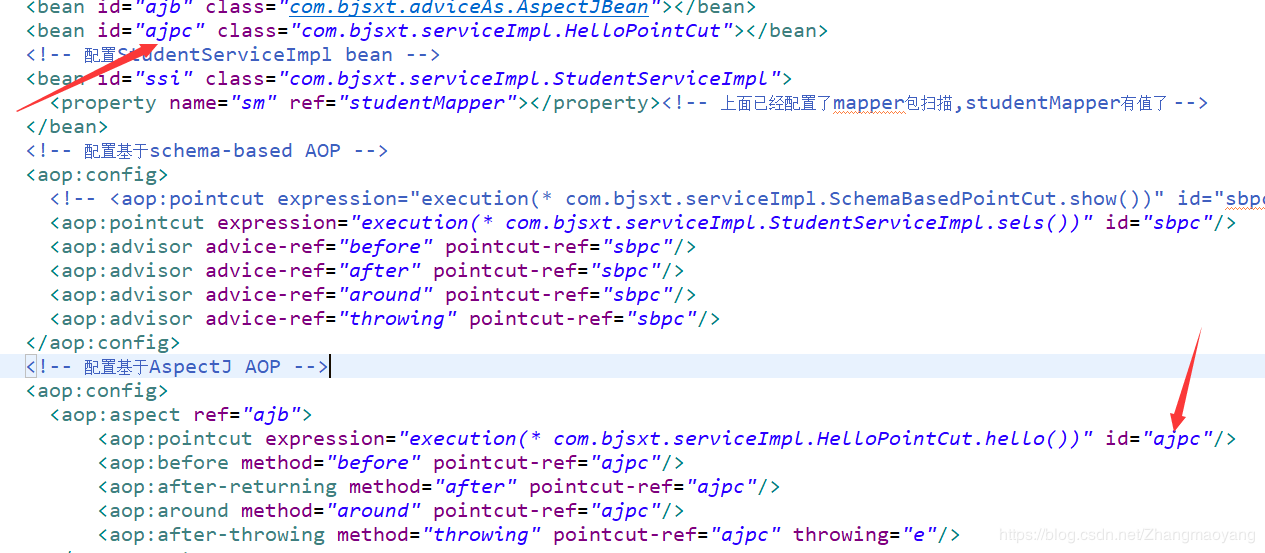 <bean id="ajb" class="com.bjsxt.adviceAs.AspectJBean"></bean>
<bean id="ajpc" class="com.bjsxt.serviceImpl.HelloPointCut"></bean>
<!-- 配置StudentServiceImpl bean -->
<bean id="ssi" class="com.bjsxt.serviceImpl.StudentServiceImpl">
<property name="sm" ref="studentMapper"></property><!-- 上面已经配置了mapper包扫描,studentMapper有值了 -->
</bean>
<!-- 配置基于schema-based AOP -->
<aop:config>
<!-- <aop:pointcut expression="execution(* com.bjsxt.serviceImpl.SchemaBasedPointCut.show())" id="sbpc
<aop:pointcut expression="execution(* com.bjsxt.serviceImpl.StudentServiceImpl.sels())" id="sbpc"/>
<aop:advisor advice-ref="before" pointcut-ref="sbpc"/>
<aop:advisor advice-ref="after" pointcut-ref="sbpc"/>
<aop:advisor advice-ref="around" pointcut-ref="sbpc"/>
<aop:advisor advice-ref="throwing" pointcut-ref="sbpc"/>
</aop:config>
<!-- 配置基于AspectJ AOP -->
<aop:config>
<aop:aspect ref="ajb">
<aop:pointcut expression="execution(* com.bjsxt.serviceImpl.HelloPointCut.hello())" id="ajpc"/>
<aop:before method="before" pointcut-ref="ajpc"/>
<aop:after-returning method="after" pointcut-ref="ajpc"/>
<aop:around method="around" pointcut-ref="ajpc"/>
<aop:after-throwing method="throwing" pointcut-ref="ajpc" throwing="e"/>
https://blog.csdn.net/Zhangmaoyang